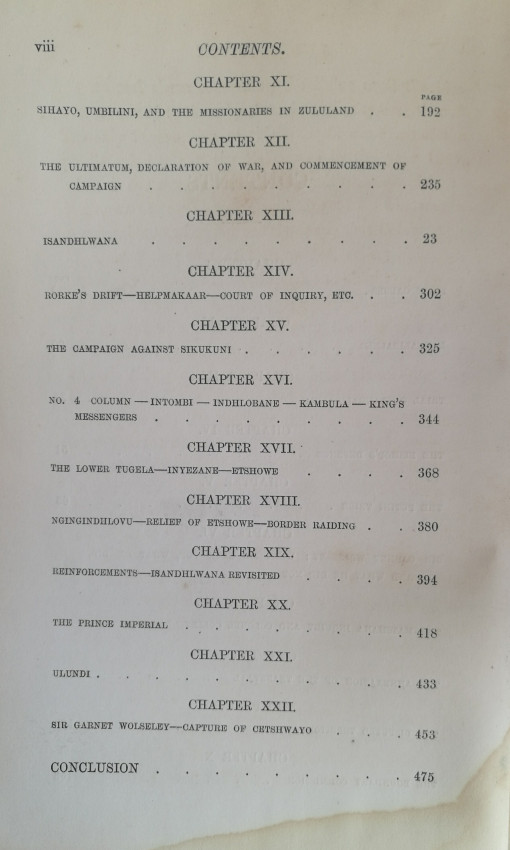 viii CONTENTS.
CHAPTER XI.
PAGE
SIHAYO, UMBILINI, AND THE MISSIONARIES IN ZULULAND . . 192
CHAPTER XII.
THE ULTIMATUM, DECLARATION OF WAR, AND COMMENCEMENT OF
CAMPAIGN . . . . . . . . . 235
CHAPTER XIII.
ISANDHLWANA . . . . . . . . . 23
CHAPTER XIV.
RORKE'S DRIFT—HELPMAKAAR—COURT OF INQUIRY, ETC. . . 302
CHAPTER XV.
THE CAMPAIGN AGAINST SIKUKUNI . . . . . . 325
CHAPTER XVI.
NO. 4 COLUMN — INTOMBI — INDHLOBANE — KAMBULA — KING'S
MESSENGERS . . . . . . . . . 344
CHAPTER XVII.
THE LOWER TUGELA—INYEZANE—ETSHOWE . . . . 368
CHAPTER XVIII.
NGINGINDHLOVU—RELIEF OF ETSHOWE—BORDER RAIDING . . 380
CHAPTER XIX.
REINFORCEMENTS—ISANDHLWANA REVISITED . . . . 394
CHAPTER XX.
THE PRINCE IMPERIAL . . . . . . . . 418
CHAPTER XXI.
ULUNDI . . . . . . . . . . . 433
CHAPTER XXII.
SIR GARNET WOLSELEY—CAPTURE OF CETSHWAYO . . . 453
CONCLUSION . . . . . . . . . 475